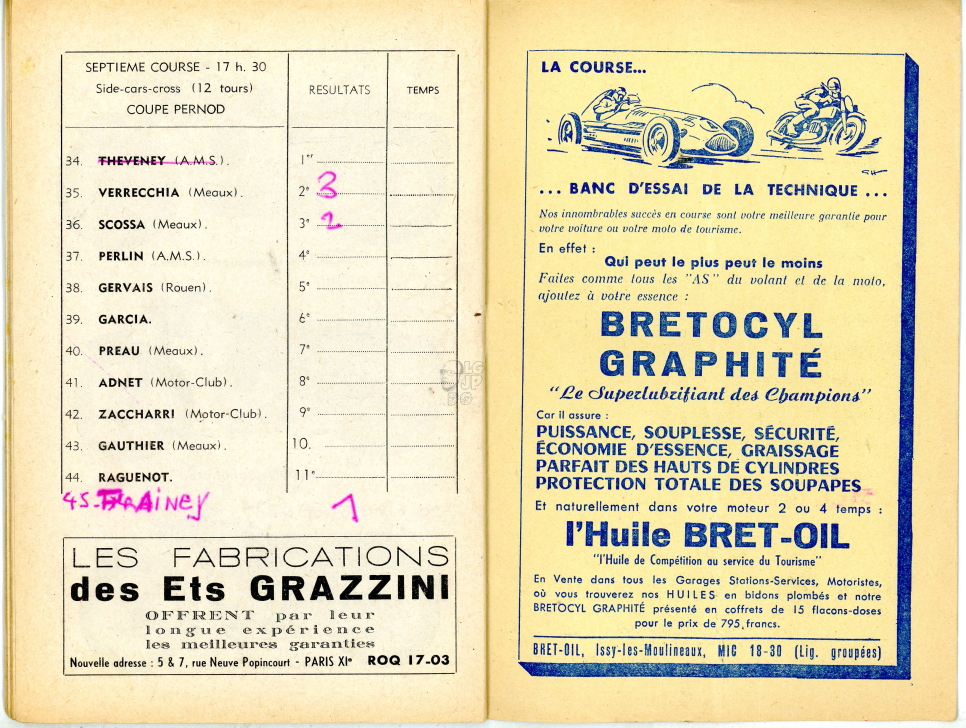 SEPTIEME COURSE - 17 h. 30
Side-cars-cross (12 tours)
COUPE PERNOD
RESULTATS
TEMPS
34. THEVENEY (A.M.S.). 1er
35. VERRECCHIA (Meaux). 2e 3
36. SCOSSA (Meaux). 3e 2
37. PERLIN (A.M.S.). 4e
38. GERVAIS (Rouen). 5e
39. GARCIA. 6e
40. PREAU (Meaux). 7e
41. ADNET (Motor-Club). 8e
42. ZACCHARRI (Motor-Club). 9e
43. GAUTHIER (Meaux). 10.
44. RAGUENOT. 11e
45- 1
LES FABRICATIONS
des Ets GRAZZINI
OFFRENT par leur
longue expérience
les meilleures garanties
Nouvelle adresse : 5 & 7, rue Neuve Popincourt - PARIS XIe ROQ 17-03
LA COURSE...
GH
... BANC D'ESSAI DE LA TECHNIQUE ...
Nos innombrables succès en course sont votre meilleure garantie pour
votre voiture ou votre moto de tourisme.
En effet :
Qui peut le plus peut le moins
Faites comme tous les "AS" du volant et de la moto,
ajoutez à votre essence :
BRETOCYL
GRAPHITÉ
"Le Superlubrifiant des Champions"
Car il assure :
PUISSANCE, SOUPLESSE, SÉCURITÉ,
ÉCONOMIE D'ESSENCE, GRAISSAGE
PARFAIT DES HAUTS DE CYLINDRES
PROTECTION TOTALE DES SOUPAPES
Et naturellement dans votre moteur 2 ou 4 temps :
l'Huile BRET-OIL
"l'Huile de Compétition au service du Tourisme"
En Vente dans tous les Garages Stations-Services, Motoristes,
où vous trouverez nos HUILES en bidons plombés et notre
BRETOCYL GRAPHITÉ présenté en coffrets de 15 flacons-doses
pour le prix de 795, francs.
BRET-OIL, Issy-les-Moulineaux, MIC 18-30 (Lig. groupées)